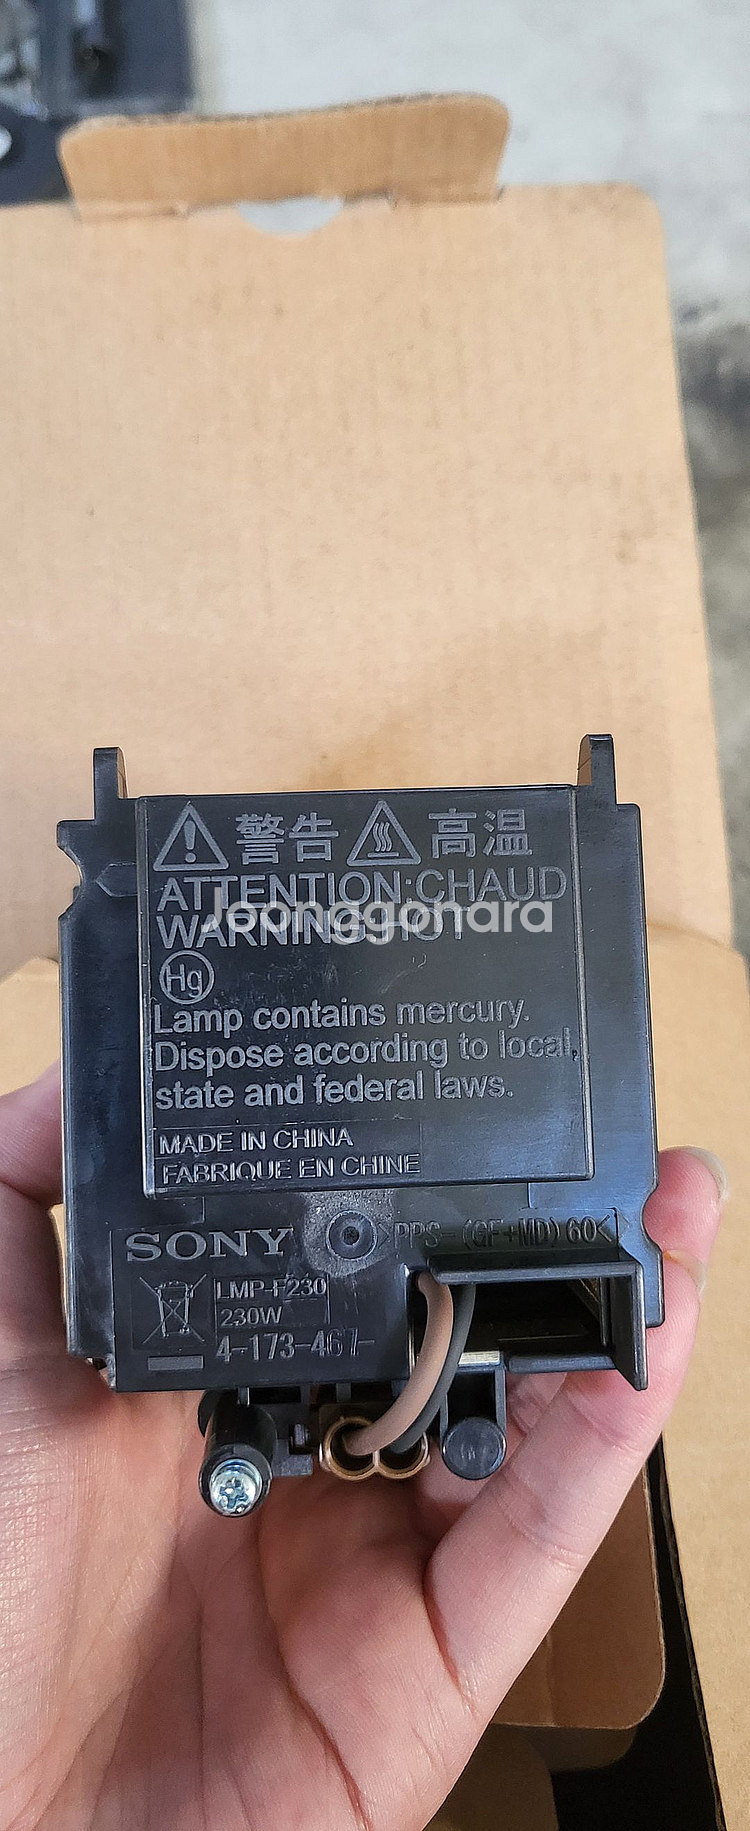 警告 高温
ATTENTION:CHAUD
WARNING:HOT
Joonggonara
Hg
Lamp contains mercury.
Dispose according to local,
state and federal laws.
MADE IN CHINA
FABRIQUE EN CHINE
SONY >PPS-(GF+MD)60<
LMP-F230
230W
4-173-467-